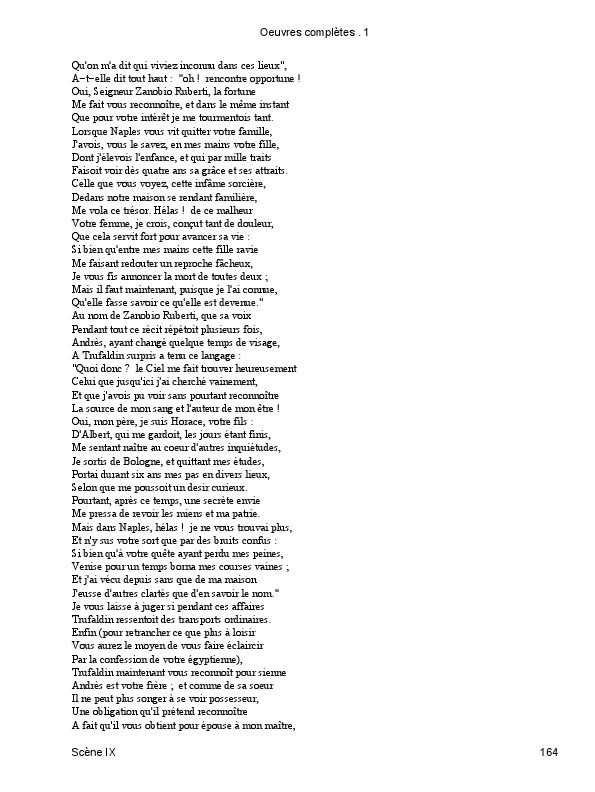 Oeuvres complètes . 1
Qu'on m'a dit qui viviez inconnu dans ces lieux",
A-t-elle dit tout haut : "oh ! rencontre opportune !
Oui, Seigneur Zanobio Ruberti, la fortune
Me fait vous reconnoître, et dans le même instant
Que pour votre intérêt je me tourmentois tant.
Lorsque Naples vous vit quitter votre famille,
J'avois, vous le savez, en mes mains votre fille,
Dont j'élevois l'enfance, et qui par mille traits
Faisoit voir dès quatre ans sa grâce et ses attraits.
Celle que vous voyez, cette infâme sorcière,
Dedans notre maison se rendant familière,
Me vola ce trésor. Hélas ! de ce malheur
Votre femme, je crois, conçut tant de douleur,
Que cela servit fort pour avancer sa vie :
Si bien qu'entre mes mains cette fille ravie
Me faisant redouter un reproche fâcheux,
Je vous fis annoncer la mort de toutes deux ;
Mais il faut maintenant, puisque je l'ai connue,
Qu'elle fasse savoir ce qu'elle est devenue."
Au nom de Zanobio Ruberti, que sa voix
Pendant tout ce récit répétoit plusieurs fois,
Andrès, ayant changé quelque temps de visage,
A Trufaldin surpris a tenu ce langage :
"Quoi donc ? le Ciel me fait trouver heureusement
Celui que jusqu'ici j'ai cherché vainement,
Et que j'avois pu voir sans pourtant reconnoître
La source de mon sang et l'auteur de mon être !
Oui, mon père, je suis Horace, votre fils :
D'Albert, qui me gardoit, les jours étant finis,
Me sentant naître au coeur d'autres inquiétudes,
Je sortis de Bologne, et quittant mes études,
Portai durant six ans mes pas en divers lieux,
Selon que me poussoit un desir curieux.
Pourtant, après ce temps, une secrète envie
Me pressa de revoir les miens et ma patrie.
Mais dans Naples, hélas ! je ne vous trouvai plus,
Et n'y sus votre sort que par des bruits confus :
Si bien qu'à votre quête ayant perdu mes peines,
Venise pour un temps borna mes courses vaines ;
Et j'ai vécu depuis sans que de ma maison
J'eusse d'autres clartés que d'en savoir le nom."
Je vous laisse à juger si pendant ces affaires
Trufaldin ressentoit des transports ordinaires.
Enfin (pour retrancher ce que plus à loisir
Vous aurez le moyen de vous faire éclaircir
Par la confession de votre égyptienne),
Trufaldin maintenant vous reconnoît pour sienne
Andrès est votre frère ; et comme de sa soeur
Il ne peut plus songer à se voir possesseur,
Une obligation qu'il prétend reconnoître
A fait qu'il vous obtient pour épouse à mon maître,
Scène IX 164